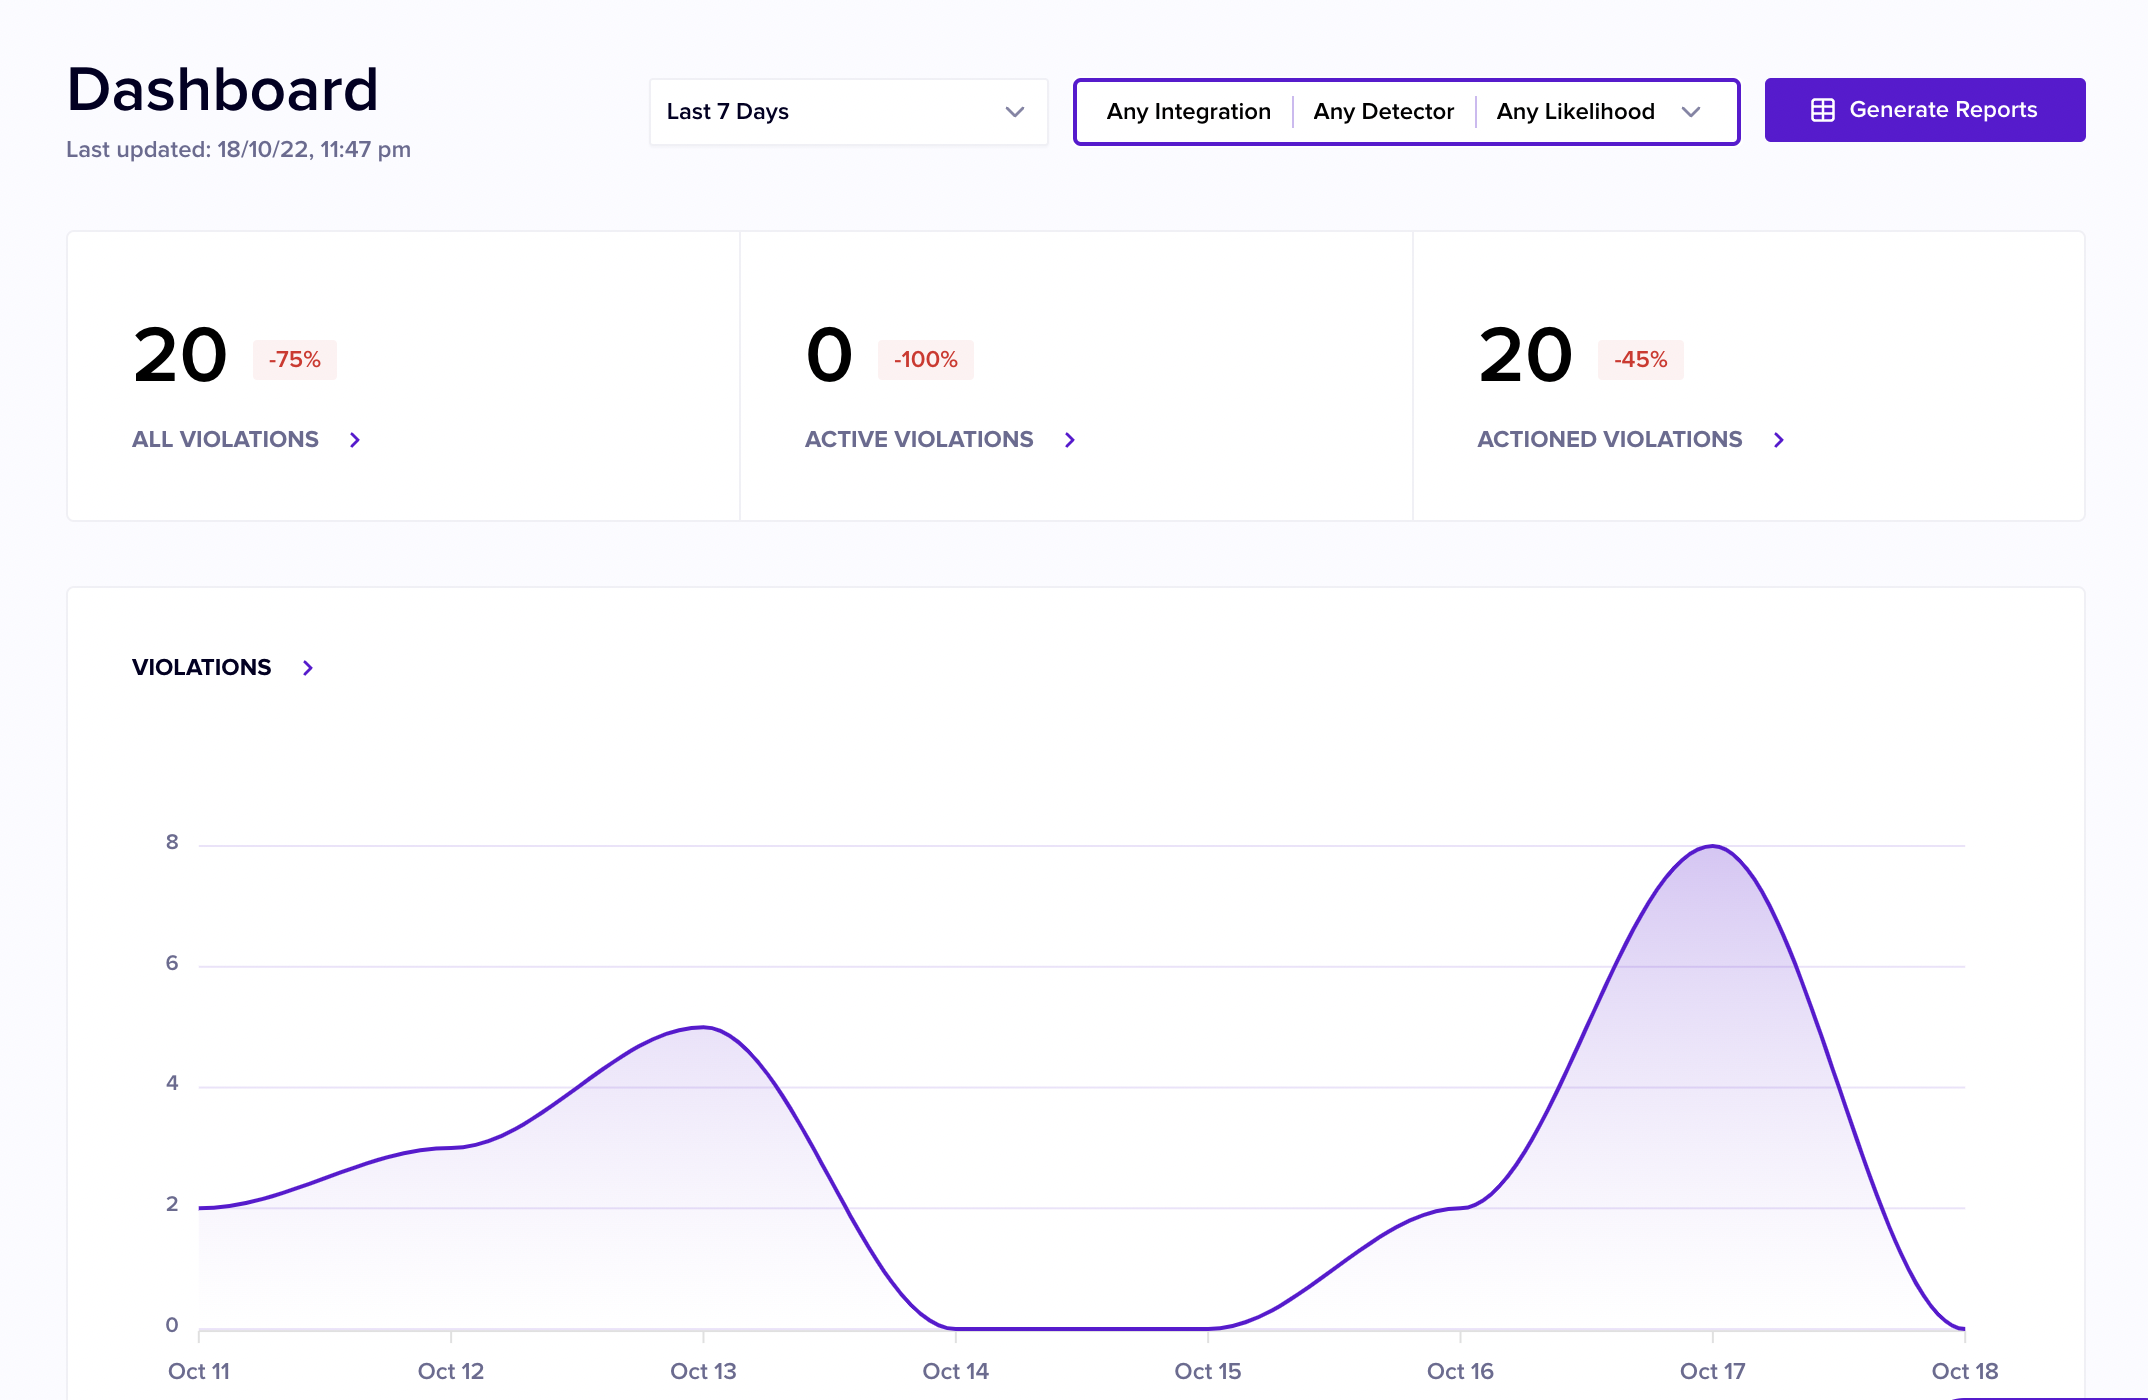 Dashboard
Last updated: 18/10/22, 11:47 pm
Last 7 Days
Any Integration
Any Detector
Any Likelihood
Generate Reports
20 -75%
ALL VIOLATIONS
0 -100%
ACTIVE VIOLATIONS
20 -45%
ACTIONED VIOLATIONS
VIOLATIONS
8
6
4
2
0
Oct 11 Oct 12 Oct 13 Oct 14 Oct 15 Oct 16 Oct 17 Oct 18